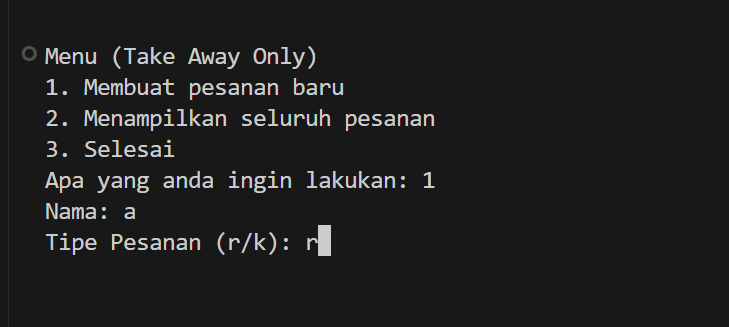 Menu (Take Away Only)
1. Membuat pesanan baru
2. Menampilkan seluruh pesanan
3. Selesai
Apa yang anda ingin lakukan: 1
Nama: a
Tipe Pesanan (r/k): r